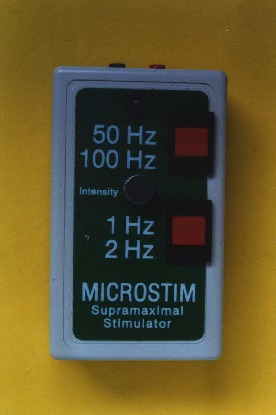 50 Hz
100 Hz
Intensity
1 Hz
2 Hz
MICROSTIM
Supramaximal
Stimulator